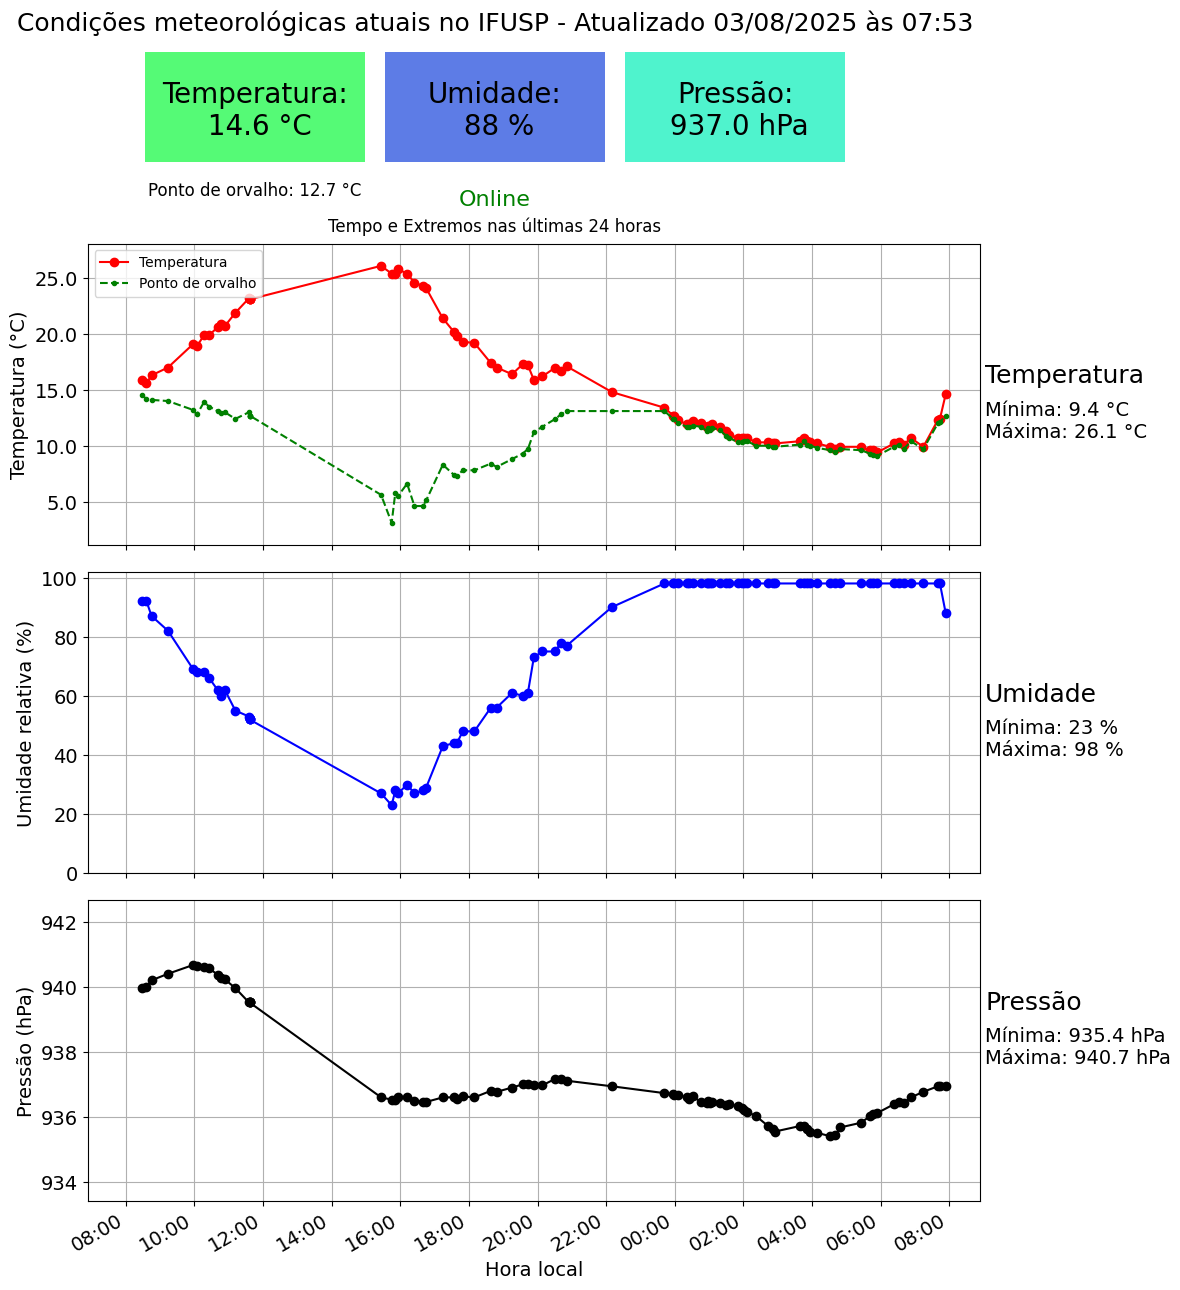 Condições meteorológicas atuais no IFUSP - Atualizado 03/08/2025 às 07:53
Temperatura:
14.6 °C
Umidade:
88 %
Pressão:
937.0 hPa
Ponto de orvalho: 12.7 °C
Online
Tempo e Extremos nas últimas 24 horas
Temperatura
Ponto de orvalho
25.0
20.0
15.0
10.0
5.0
Temperatura (°C)
Temperatura
Mínima: 9.4 °C
Máxima: 26.1 °C
100
80
60
40
20
0
Umidade relativa (%)
Umidade
Mínima: 23 %
Máxima: 98 %
942
940
938
936
934
Pressão (hPa)
Pressão
Mínima: 935.4 hPa
Máxima: 940.7 hPa
08:00
10:00
12:00
14:00
16:00
18:00
20:00
22:00
00:00
02:00
04:00
06:00
08:00
Hora local